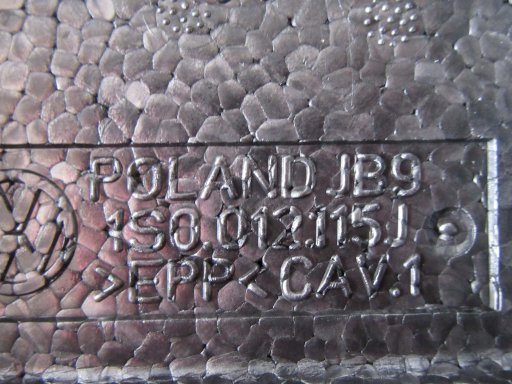 POLAND JB9
1S0.012.115J
>EPP< CAV.1